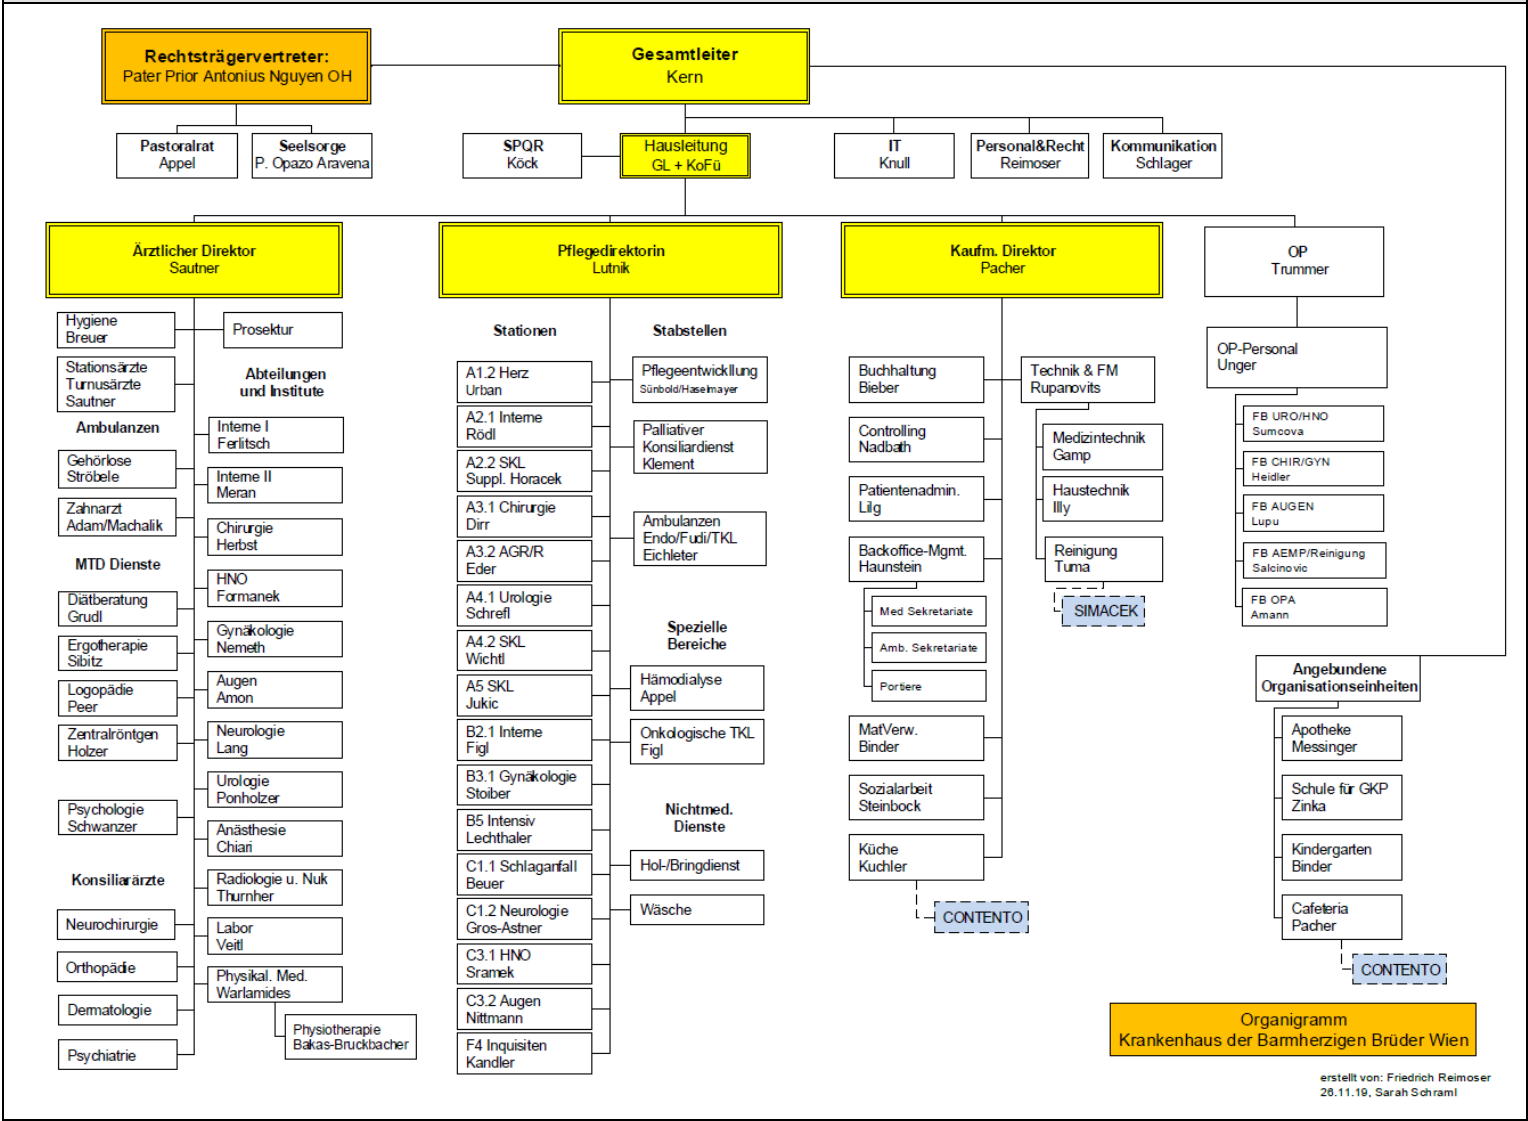 Rechtsträgervertreter:
Pater Prior Antonius Nguyen OH
Gesamtleiter
Kern
Pastoralrat
Appel
Seelsorge
P. Opazo Aravena
SPQR
Köck
Hausleitung
GL + KoFü
IT
Knull
Personal&Recht
Reimoser
Kommunikation
Schlager
Ärztlicher Direktor
Sautner
Pflegedirektorin
Lutnik
Kaufm. Direktor
Pacher
OP
Trummer
Hygiene
Breuer
Prosektur
Stationsärzte
Turnusärzte
Sautner
Abteilungen
und Institute
Ambulanzen
Gehörlose
Ströbele
Zahnarzt
Adam/Machalik
MTD Dienste
Diätberatung
Grudl
Ergotherapie
Sibitz
Logopädie
Peer
Zentralröntgen
Holzer
Psychologie
Schwanzer
Konsiliarärzte
Neurochirurgie
Orthopädie
Dermatologie
Psychiatrie
Interne I
Ferlitsch
Interne II
Meran
Chirurgie
Herbst
HNO
Formanek
Gynäkologie
Nemeth
Augen
Amon
Neurologie
Lang
Urologie
Ponholzer
Anästhesie
Chiari
Radiologie u. Nuk
Thurnher
Labor
Veitl
Physikal. Med.
Warlamides
Physiotherapie
Bakas-Bruckbacher
Stationen
A1.2 Herz
Urban
A2.1 Interne
Rödl
A2.2 SKL
Suppl. Horacek
A3.1 Chirurgie
Dirr
A3.2 AGR/R
Eder
A4.1 Urologie
Schrefl
A4.2 SKL
Wichtl
A5 SKL
Jukic
B2.1 Interne
Figl
B3.1 Gynäkologie
Stoiber
B5 Intensiv
Lechthaler
C1.1 Schlaganfall
Beuer
C1.2 Neurologie
Gros-Astner
C3.1 HNO
Sramek
C3.2 Augen
Nittmann
F4 Inquisiten
Kandler
Stabstellen
Pflegeentwickllung
Sünbold/Haselmayer
Palliativer
Konsiliardienst
Klement
Ambulanzen
Endo/Fudi/TKL
Eichleter
Spezielle
Bereiche
Hämodialyse
Appel
Onkologische TKL
Figl
Nichtmed.
Dienste
Hol-/Bringdienst
Wäsche
Buchhaltung
Bieber
Controlling
Nadbath
Patientenadmin.
Lilg
Backoffice-Mgmt.
Haunstein
Med Sekretariate
Amb. Sekretariate
Portiere
MatVerw.
Binder
Sozialarbeit
Steinbock
Küche
Kuchler
CONTENTO
Technik & FM
Rupanovits
Medizintechnik
Gamp
Haustechnik
Illy
Reinigung
Tuma
SIMACEK
OP-Personal
Unger
FB URO/HNO
Sumcova
FB CHIR/GYN
Heidler
FB AUGEN
Lupu
FB AEMP/Reinigung
Salcinovic
FB OPA
Amann
Angebundene
Organisationseinheiten
Apotheke
Messinger
Schule für GKP
Zinka
Kindergarten
Binder
Cafeteria
Pacher
CONTENTO
Organigramm
Krankenhaus der Barmherzigen Brüder Wien
erstellt von: Friedrich Reimoser
26.11.19, Sarah Schraml